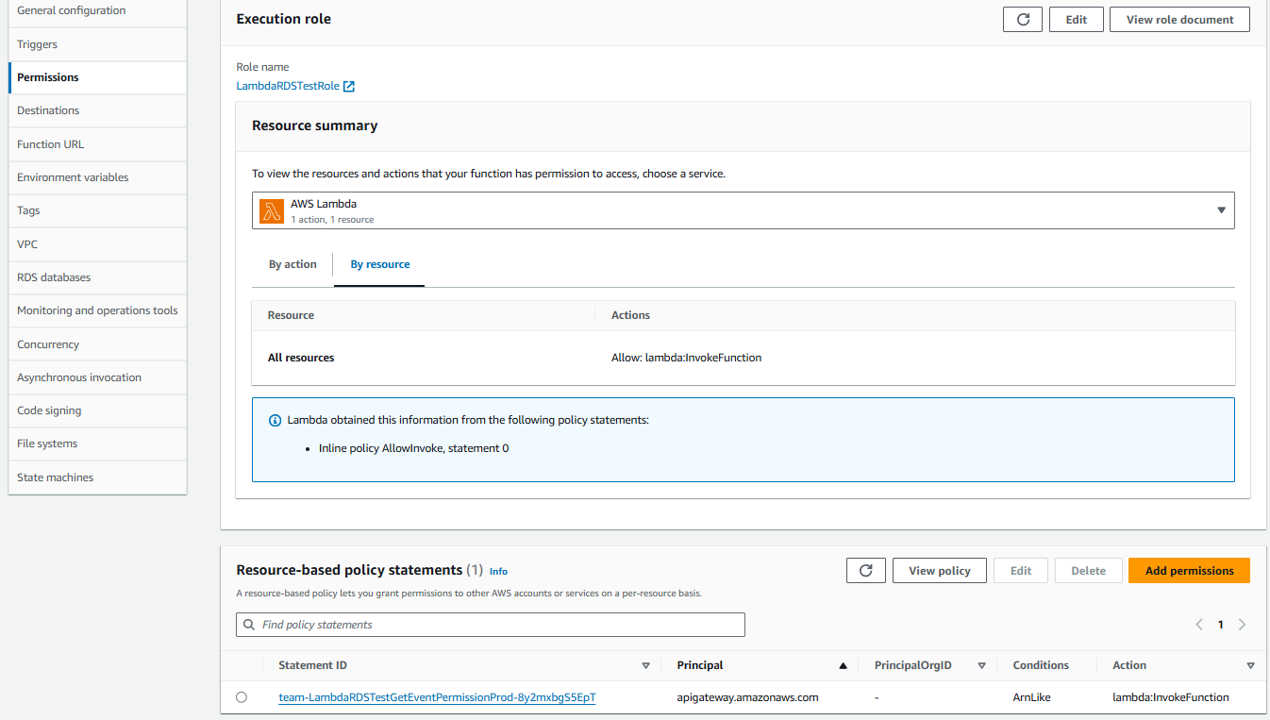 General configuration
Triggers
Permissions
Destinations
Function URL
Environment variables
Tags
VPC
RDS databases
Monitoring and operations tools
Concurrency
Asynchronous invocation
Code signing
File systems
State machines
Execution role
Edit
View role document
Role name
LambdaRDSTestRole
Resource summary
To view the resources and actions that your function has permission to access, choose a service.
AWS Lambda
1 action, 1 resource
By action
By resource
Resource Actions
All resources Allow: lambda:InvokeFunction
Lambda obtained this information from the following policy statements:
• Inline policy AllowInvoke, statement 0
Resource-based policy statements (1) Info
View policy
Edit
Delete
Add permissions
A resource-based policy lets you grant permissions to other AWS accounts or services on a per-resource basis.
Find policy statements
1
Statement ID Principal PrincipalOrgID Conditions Action
team-LambdaRDSTestGetEventPermissionProd-8y2mxbgS5EpT apigateway.amazonaws.com - ArnLike lambda:InvokeFunction